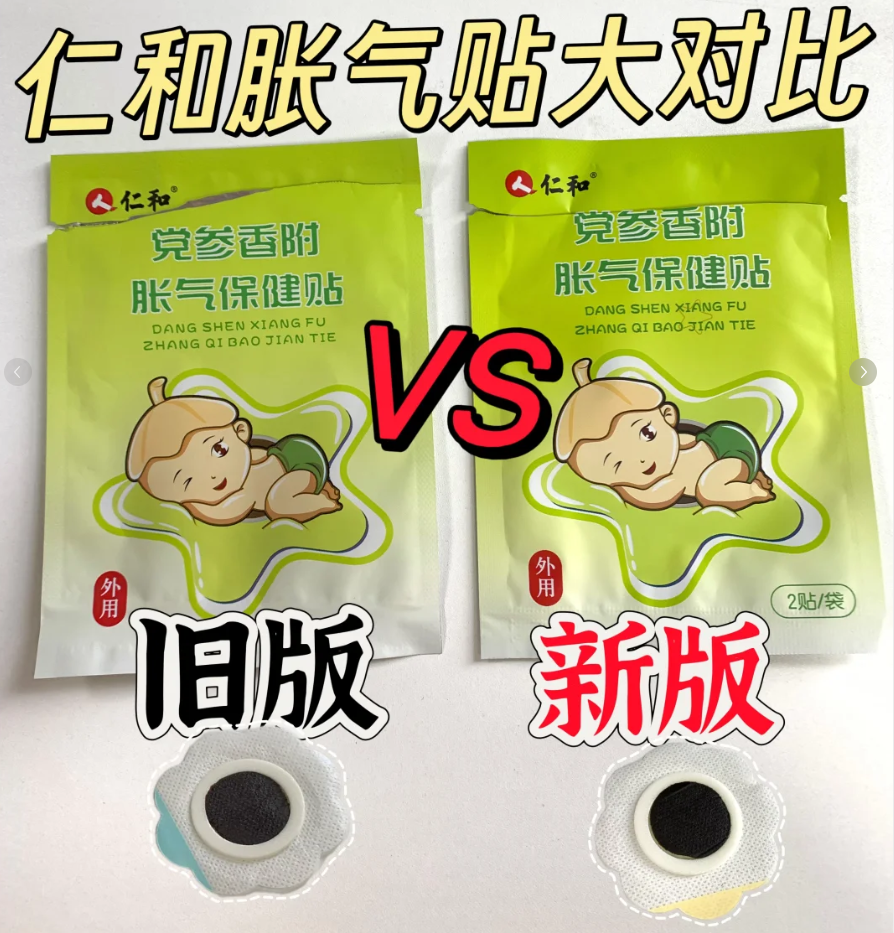 仁和胀气贴大对比
仁和®
党参香附
胀气保健贴
DANG SHEN XIANG FU
ZHANG QI BAO JIAN TIE
外用
VS
仁和®
党参香附
胀气保健贴
DANG SHEN XIANG FU
ZHANG QI BAO JIAN TIE
外用
2贴/袋
旧版
新版